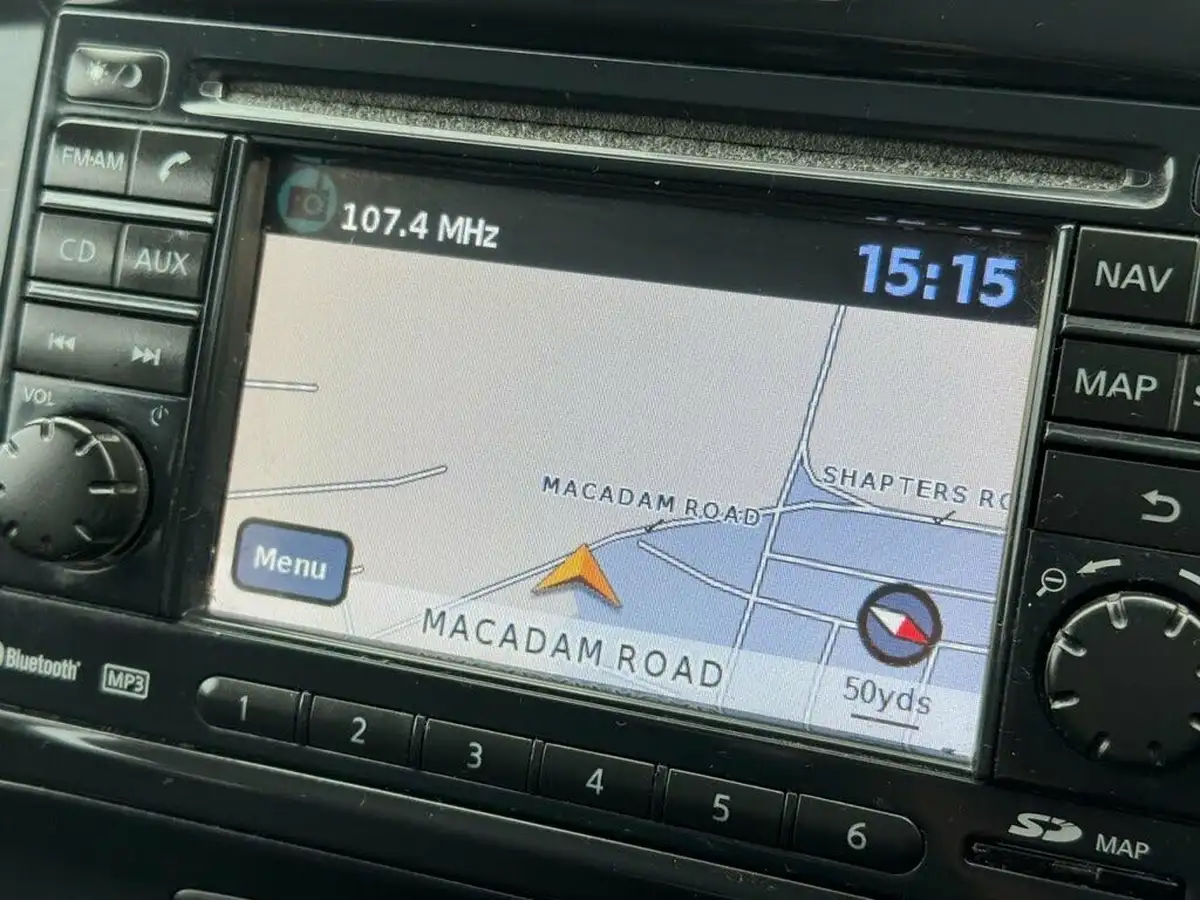 FM·AM
CD
AUX
VOL
107.4 MHz
15:15
MACADAM ROAD
SHAPTERS
Menu
MACADAM ROAD
50yds
NAV
MAP
Bluetooth
MP3
1
2
3
4
5
6
SD MAP